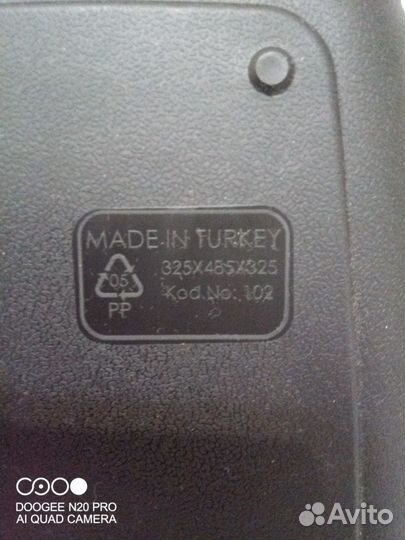 MADE IN TURKEY
325X485X325
05
Kod.No: 102
PP
DOOGEE N20 PRO
AI QUAD CAMERA
Avito